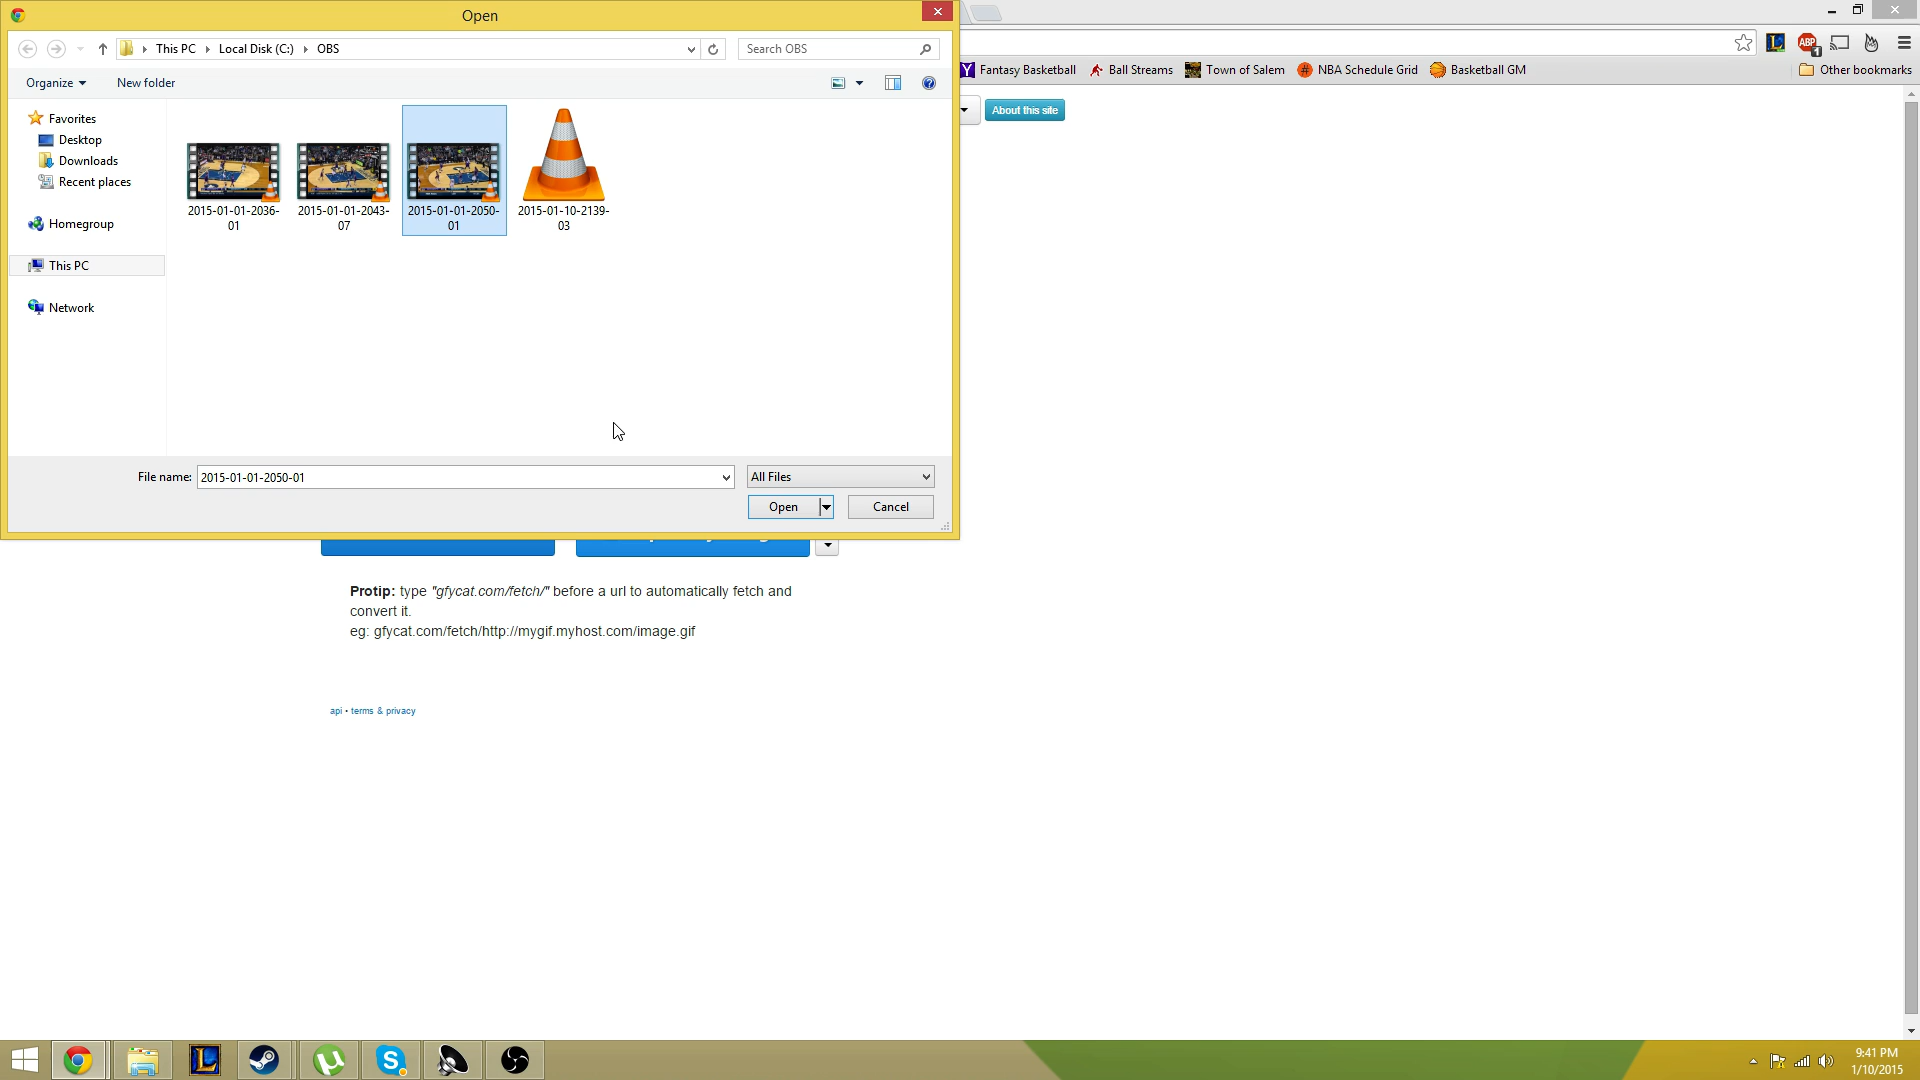 Open
This PC
Local Disk (C:)
OBS
Search OBS
Organize
New folder
Favorites
Desktop
Downloads
Recent places
Homegroup
This PC
Network
2015-01-01-2036-
01
2015-01-01-2043-
07
2015-01-01-2050-
01
2015-01-10-2139-
03
File name:
2015-01-01-2050-01
All Files
Open
Cancel
ABP
1
Fantasy Basketball
Ball Streams
Town of Salem
NBA Schedule Grid
Basketball GM
Other bookmarks
About this site
Protip: type "gfycat.com/fetch/" before a url to automatically fetch and
convert it.
eg: gfycat.com/fetch/http://mygif.myhost.com/image.gif
api • terms & privacy
9:41 PM
1/10/2015